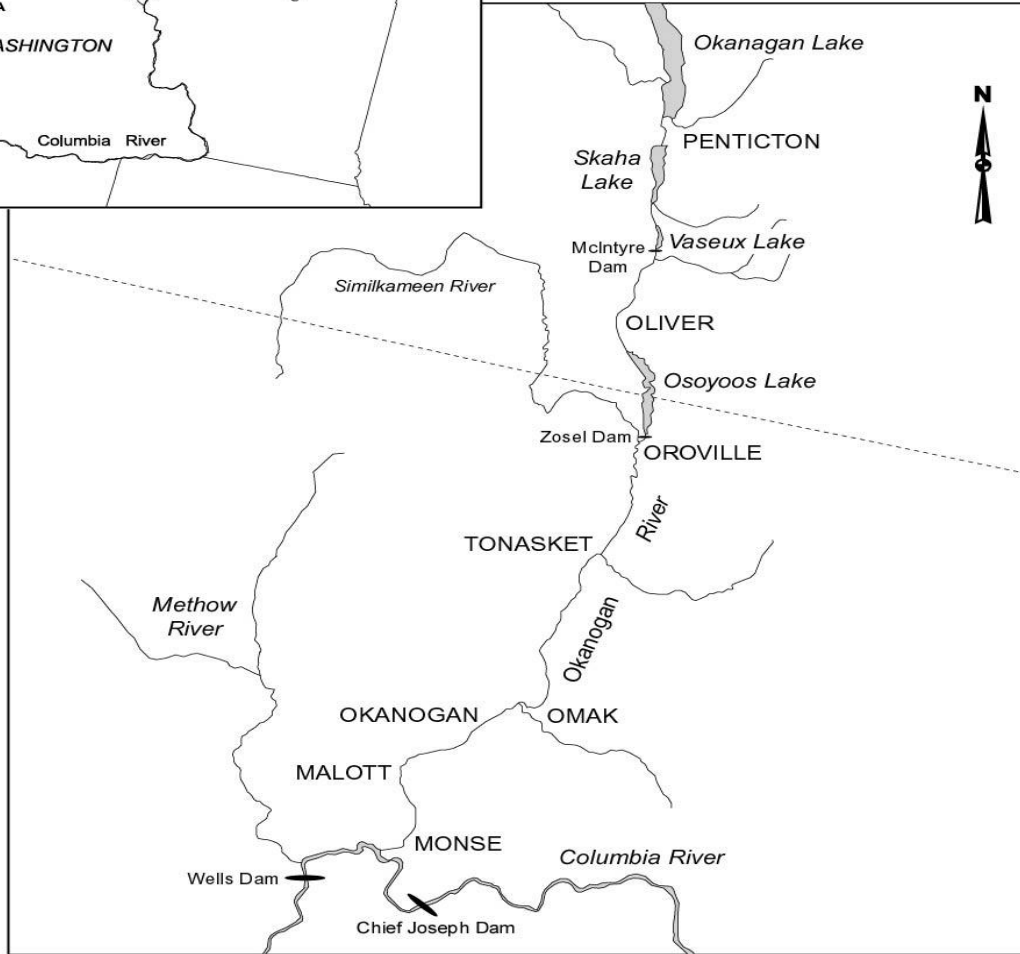 ASHINGTON
Columbia River
Okanagan Lake
N
PENTICTON
Skaha
Lake
McIntyre
Dam
Vaseux Lake
Similkameen River
OLIVER
Osoyoos Lake
Zosel Dam
OROVILLE
River
TONASKET
Methow
River
Okanogan
OKANOGAN
OMAK
MALOTT
MONSE
Columbia River
Wells Dam
Chief Joseph Dam